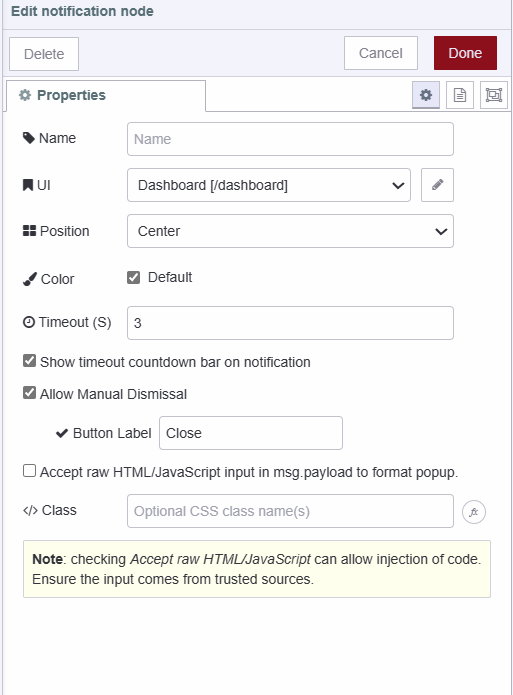 Edit notification node
Delete Cancel Done
Properties
Name Name
UI Dashboard [/dashboard]
Position Center
Color Default
Timeout (S) 3
Show timeout countdown bar on notification
Allow Manual Dismissal
Button Label Close
Accept raw HTML/JavaScript input in msg.payload to format popup.
</> Class Optional CSS class name(s) fx
Note: checking Accept raw HTML/JavaScript can allow injection of code.
Ensure the input comes from trusted sources.